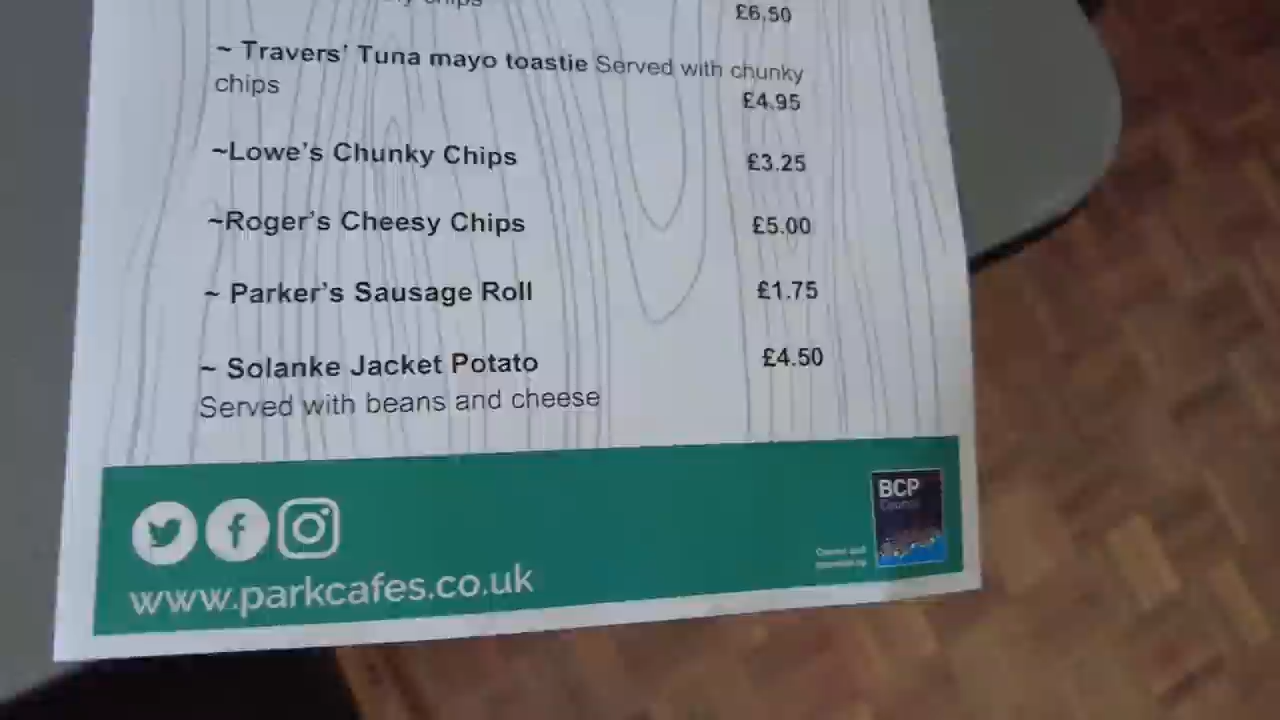 chips
£6.50
~ Travers' Tuna mayo toastie Served with chunky
chips
£4.95
~Lowe's Chunky Chips £3.25
~Roger's Cheesy Chips £5.00
~ Parker's Sausage Roll £1.75
~ Solanke Jacket Potato £4.50
Served with beans and cheese
BCP
Council
www.parkcafes.co.uk